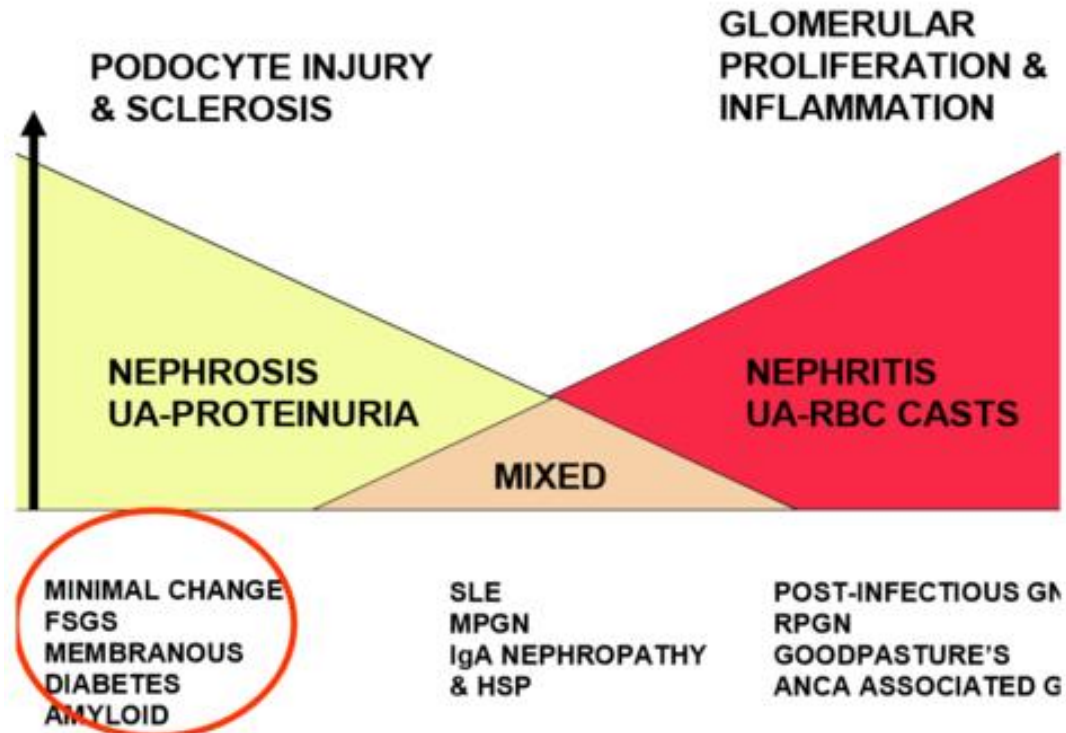 PODOCYTE INJURY
& SCLEROSIS
GLOMERULAR
PROLIFERATION &
INFLAMMATION
NEPHROSIS
UA-PROTEINURIA
MIXED
NEPHRITIS
UA-RBC CASTS
MINIMAL CHANGE
FSGS
MEMBRANOUS
DIABETES
AMYLOID
SLE
MPGN
IgA NEPHROPATHY
& HSP
POST-INFECTIOUS GN
RPGN
GOODPASTURE'S
ANCA ASSOCIATED G